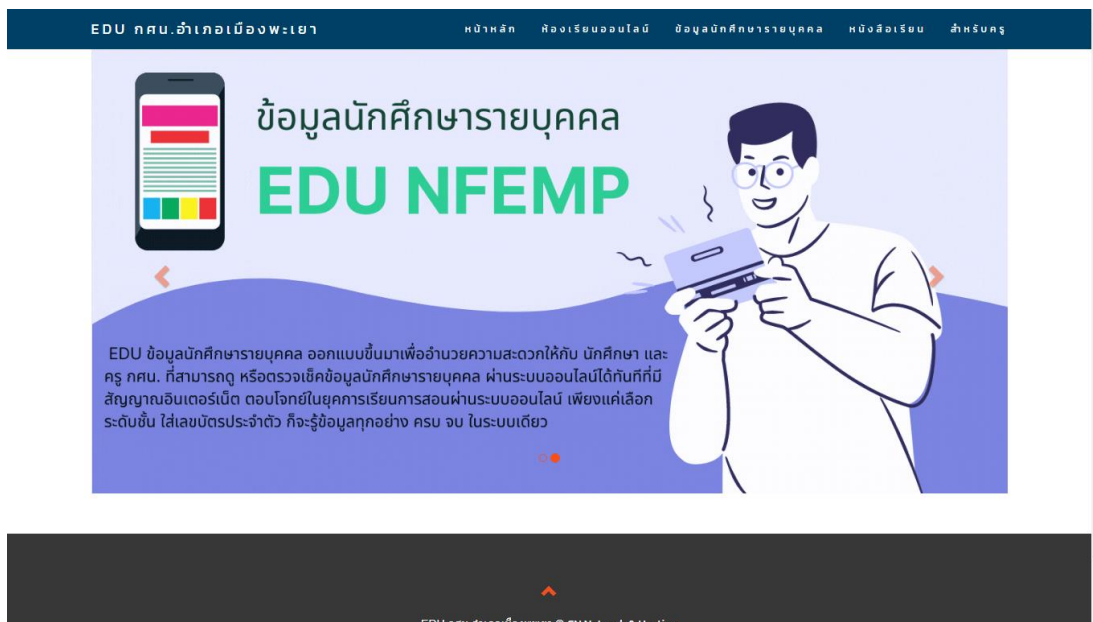 EDU กศน.อำเภอเมืองพะเยา
หน้าหลัก ห้องเรียนออนไลน์ ข้อมูลนักศึกษารายบุคคล หนังสือเรียน สำหรับครู
ข้อมูลนักศึกษารายบุคคล
EDU NFEMP
EDU ข้อมูลนักศึกษารายบุคคล ออกแบบขึ้นมาเพื่ออำนวยความสะดวกให้กับ นักศึกษา และ
ครู กศน. ที่สามารถดู หรือตรวจเช็คข้อมูลนักศึกษารายบุคคล ผ่านระบบออนไลน์ได้ทันทีที่มี
สัญญาณอินเตอร์เน็ต ตอบโจทย์ในยุคการเรียนการสอนผ่านระบบออนไลน์ เพียงแค่เลือก
ระดับชั้น ใส่เลขบัตรประจำตัว ก็จะรู้ข้อมูลทุกอย่าง ครบ จบ ในระบบเดียว